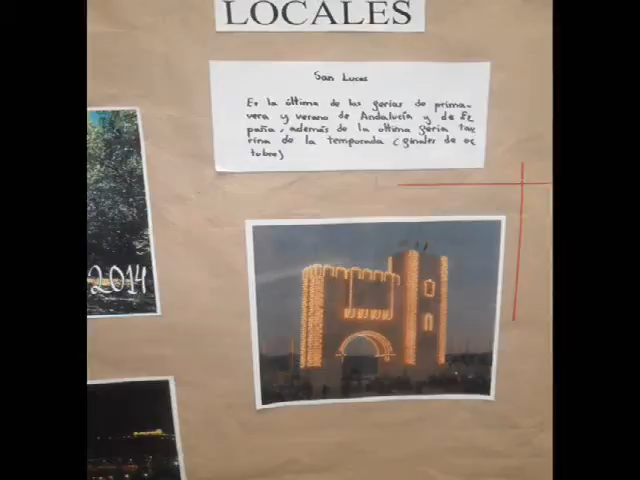 LOCALES
San Lucas
Es la última de las ferias de prima-
vera y verano de Andalucía y de Es
paña, además de la última feria tau
rina de la temporada (finales de oc
tubre)
2014